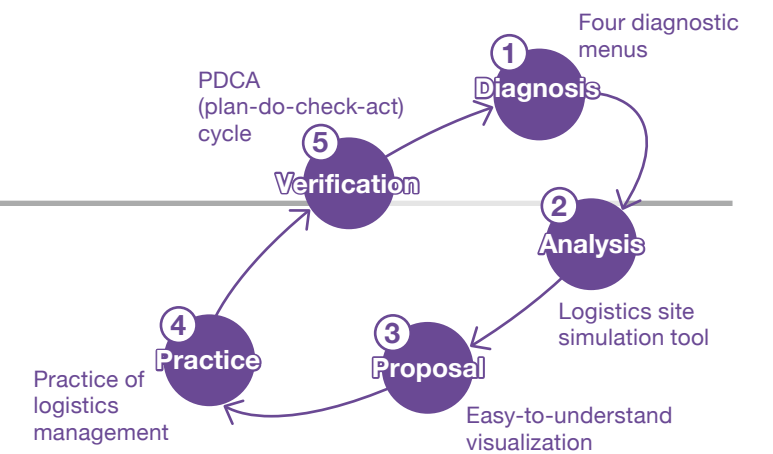 1
Diagnosis
Four diagnostic
menus
2
Analysis
Logistics site
simulation tool
3
Proposal
Easy-to-understand
visualization
4
Practice
Practice of
logistics
management
5
Verification
PDCA
(plan-do-check-act)
cycle